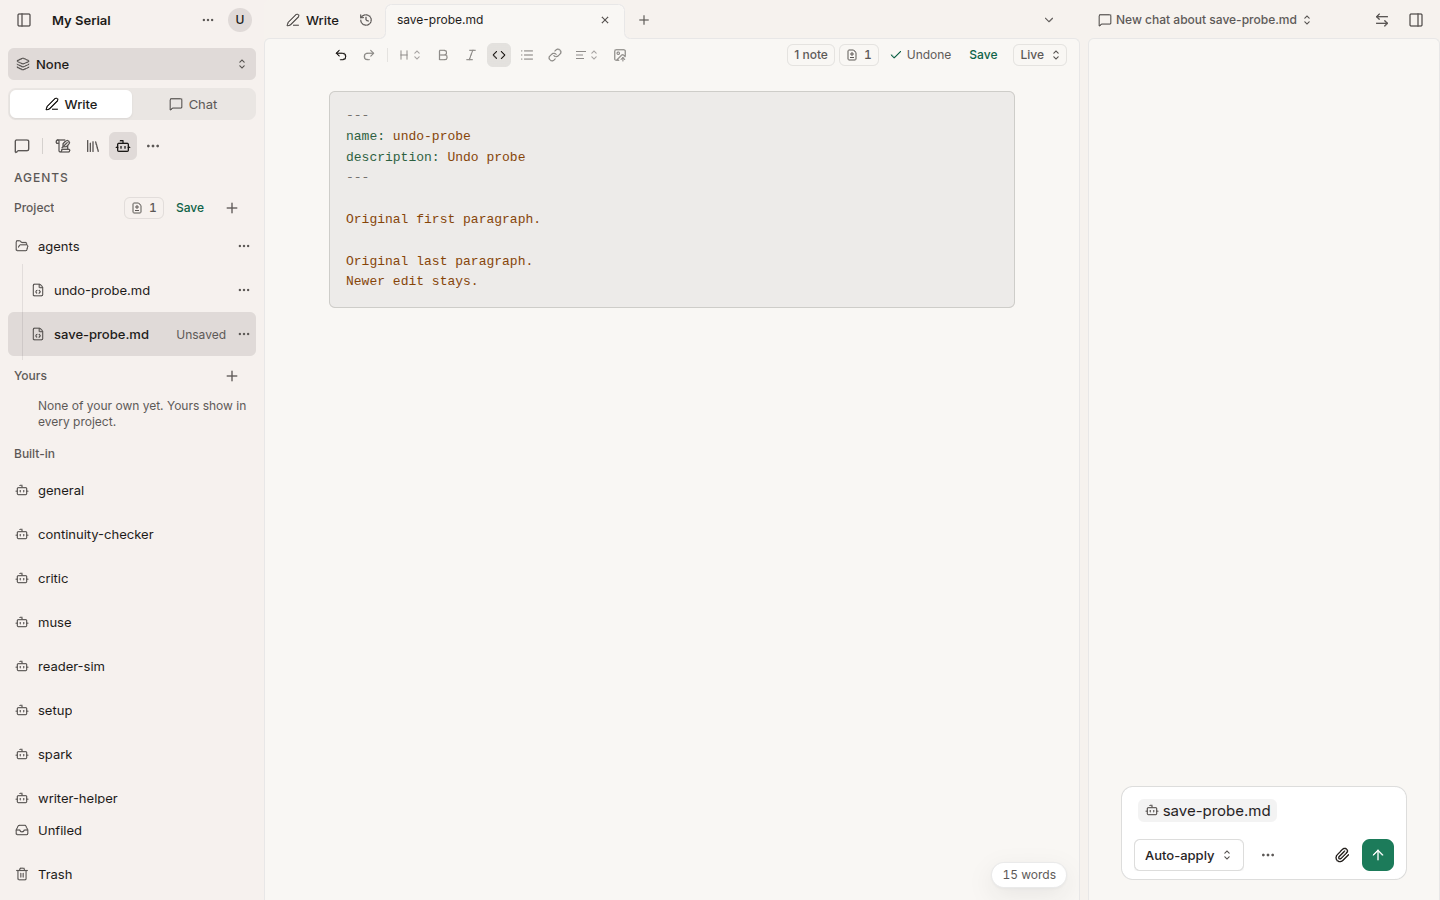 My Serial
U
None
Write
Chat
AGENTS
Project
1
Save
agents
undo-probe.md
save-probe.md
Unsaved
Yours
None of your own yet. Yours show in
every project.
Built-in
general
continuity-checker
critic
muse
reader-sim
setup
spark
writer-helper
Unfiled
Trash
Write
save-probe.md
H
B
I
1 note
1
Undone
Save
Live
---
name: undo-probe
description: Undo probe
---
Original first paragraph.
Original last paragraph.
Newer edit stays.
15 words
New chat about save-probe.md
save-probe.md
Auto-apply